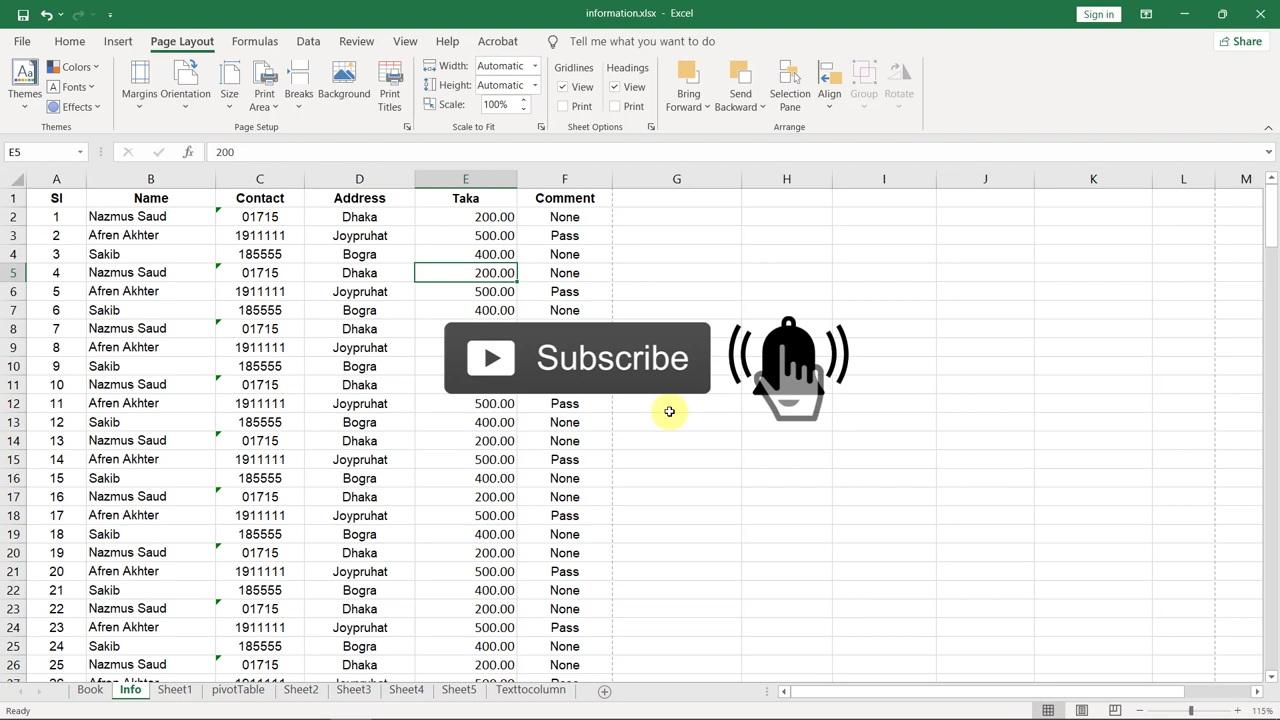 information.xlsx - Excel
Sign in
File Home Insert Page Layout Formulas Data Review View Help Acrobat Tell me what you want to do Share
Themes Colors Fonts Effects
Margins Orientation Size Print Area Breaks Background Print Titles
Width: Automatic
Height: Automatic
Scale: 100%
Gridlines Headings
View View
Print Print
Bring Forward Send Backward Selection Pane Align Group Rotate
Themes Page Setup Scale to Fit Sheet Options Arrange
E5 fx 200
A B C D E F G H I J K L M
1 Sl Name Contact Address Taka Comment
2 1 Nazmus Saud 01715 Dhaka 200.00 None
3 2 Afren Akhter 1911111 Joypruhat 500.00 Pass
4 3 Sakib 185555 Bogra 400.00 None
5 4 Nazmus Saud 01715 Dhaka 200.00 None
6 5 Afren Akhter 1911111 Joypruhat 500.00 Pass
7 6 Sakib 185555 Bogra 400.00 None
8 7 Nazmus Saud 01715 Dhaka
9 8 Afren Akhter 1911111 Joypruhat
Subscribe
10 9 Sakib 185555 Bogra
11 10 Nazmus Saud 01715 Dhaka
12 11 Afren Akhter 1911111 Joypruhat 500.00 Pass
13 12 Sakib 185555 Bogra 400.00 None
14 13 Nazmus Saud 01715 Dhaka 200.00 None
15 14 Afren Akhter 1911111 Joypruhat 500.00 Pass
16 15 Sakib 185555 Bogra 400.00 None
17 16 Nazmus Saud 01715 Dhaka 200.00 None
18 17 Afren Akhter 1911111 Joypruhat 500.00 Pass
19 18 Sakib 185555 Bogra 400.00 None
20 19 Nazmus Saud 01715 Dhaka 200.00 None
21 20 Afren Akhter 1911111 Joypruhat 500.00 Pass
22 21 Sakib 185555 Bogra 400.00 None
23 22 Nazmus Saud 01715 Dhaka 200.00 None
24 23 Afren Akhter 1911111 Joypruhat 500.00 Pass
25 24 Sakib 185555 Bogra 400.00 None
26 25 Nazmus Saud 01715 Dhaka 200.00 None
Book Info Sheet1 pivotTable Sheet2 Sheet3 Sheet4 Sheet5 Texttocolumn
Ready 115%